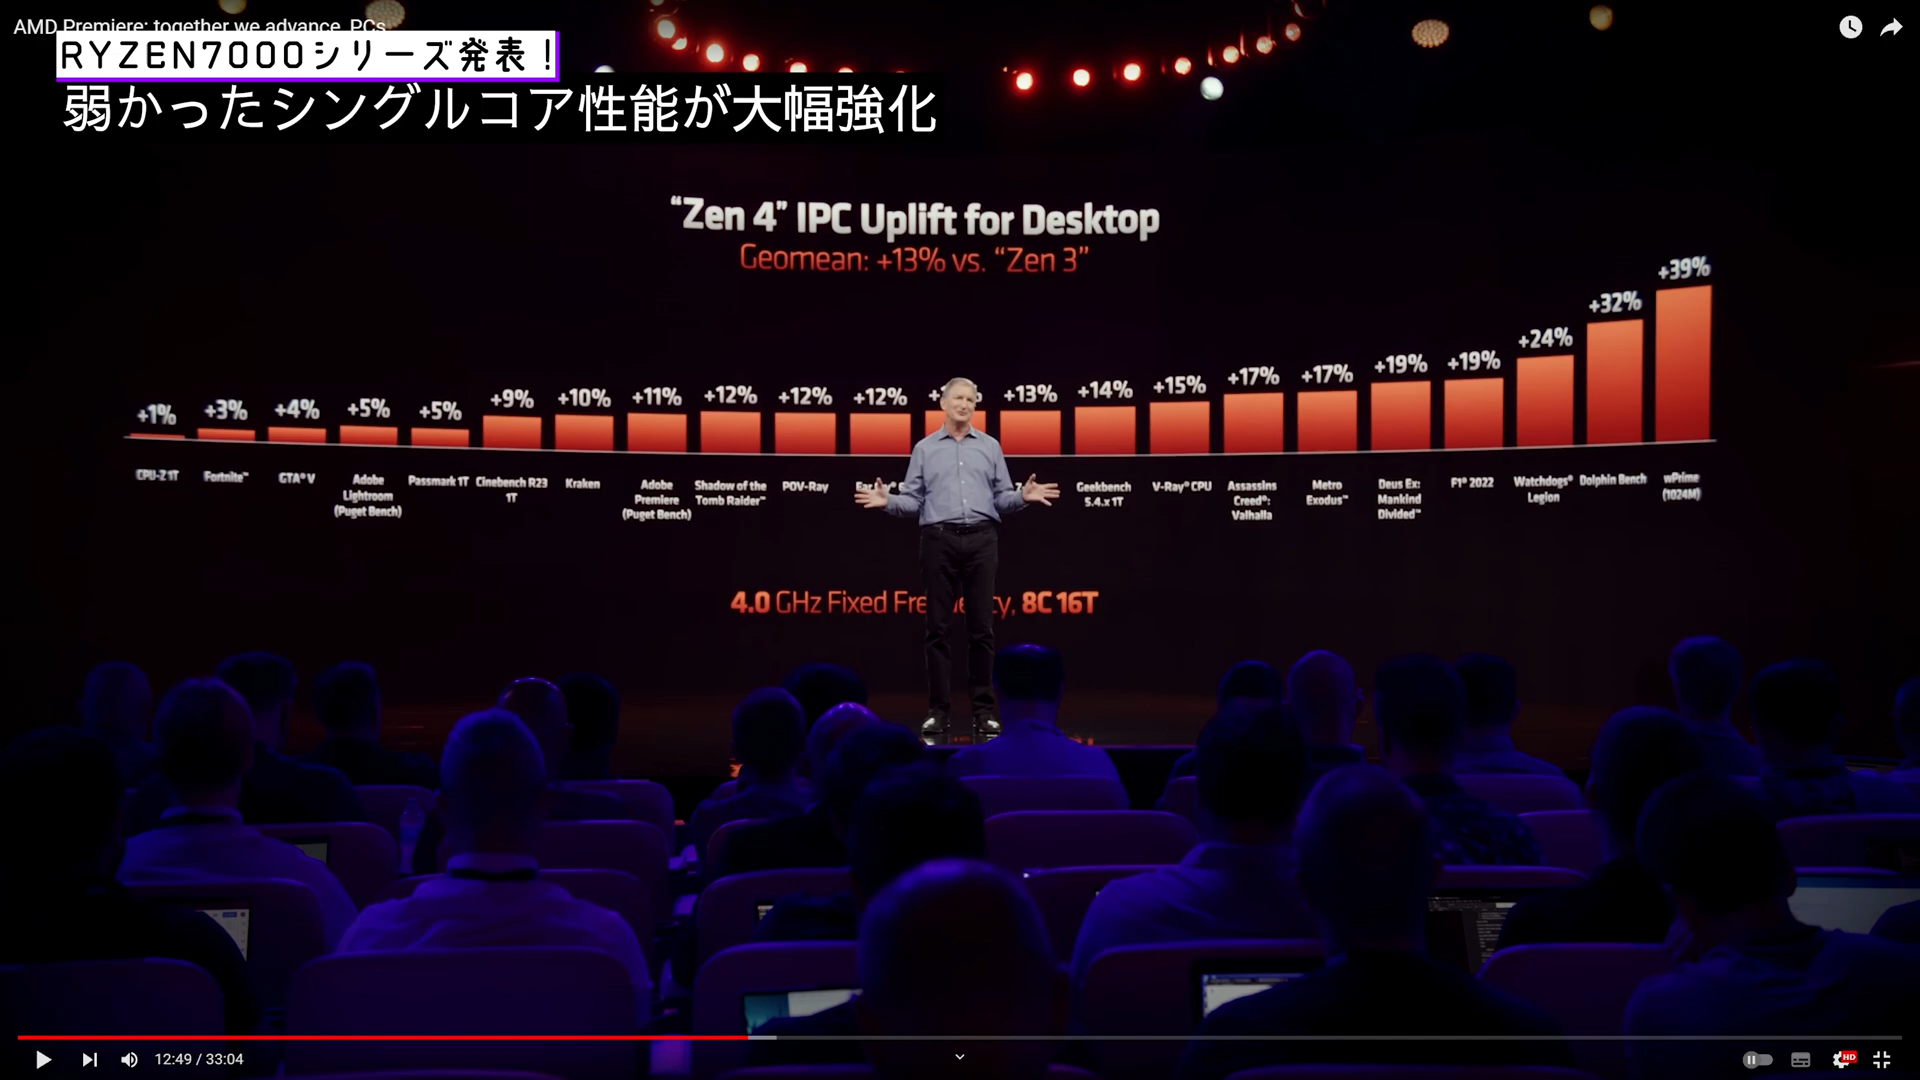 AMD Premiere: together we advance_PCs
RYZEN7000シリーズ発表！
弱かったシングルコア性能が大幅強化
“Zen 4” IPC Uplift for Desktop
Geomean: +13% vs. “Zen 3”
+1% +3% +4% +5% +5% +9% +10% +11% +12% +12% +12% +13% +14% +15% +17% +17% +19% +19% +24% +32% +39%
CPU-Z 1T
Fortnite™
GTA® V
Adobe
Lightroom
(Puget Bench)
Passmark 1T
Cinebench R23
1T
Kraken
Adobe
Premiere
(Puget Bench)
Shadow of the
Tomb Raider™
POV-Ray
Geekbench
5.4.x 1T
V-Ray® CPU
Assassins
Creed®:
Valhalla
Metro
Exodus™
Deus Ex:
Mankind
Divided™
F1® 2022
Watchdogs®
Legion
Dolphin Bench
wPrime
(1024M)
4.0 GHz Fixed 8C 16T
12:49 / 33:04
HD